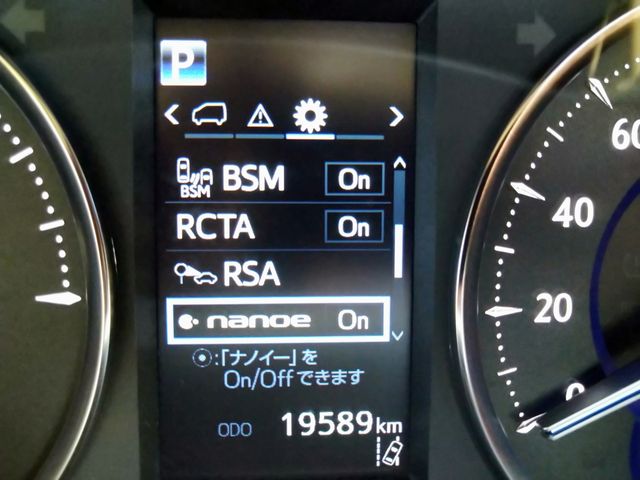 P
BSM BSM On
RCTA On
RSA
nanoe On
:「ナノイー」を
On/Offできます
ODO 19589km
60
40
20
0